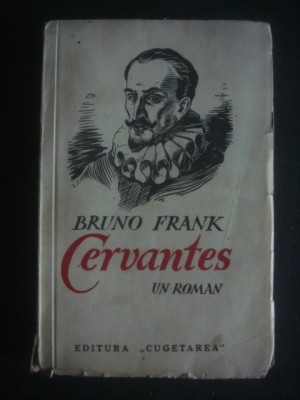 BRUNO FRANK
Cervantes
UN ROMAN
EDITURA „CUGETAREA"